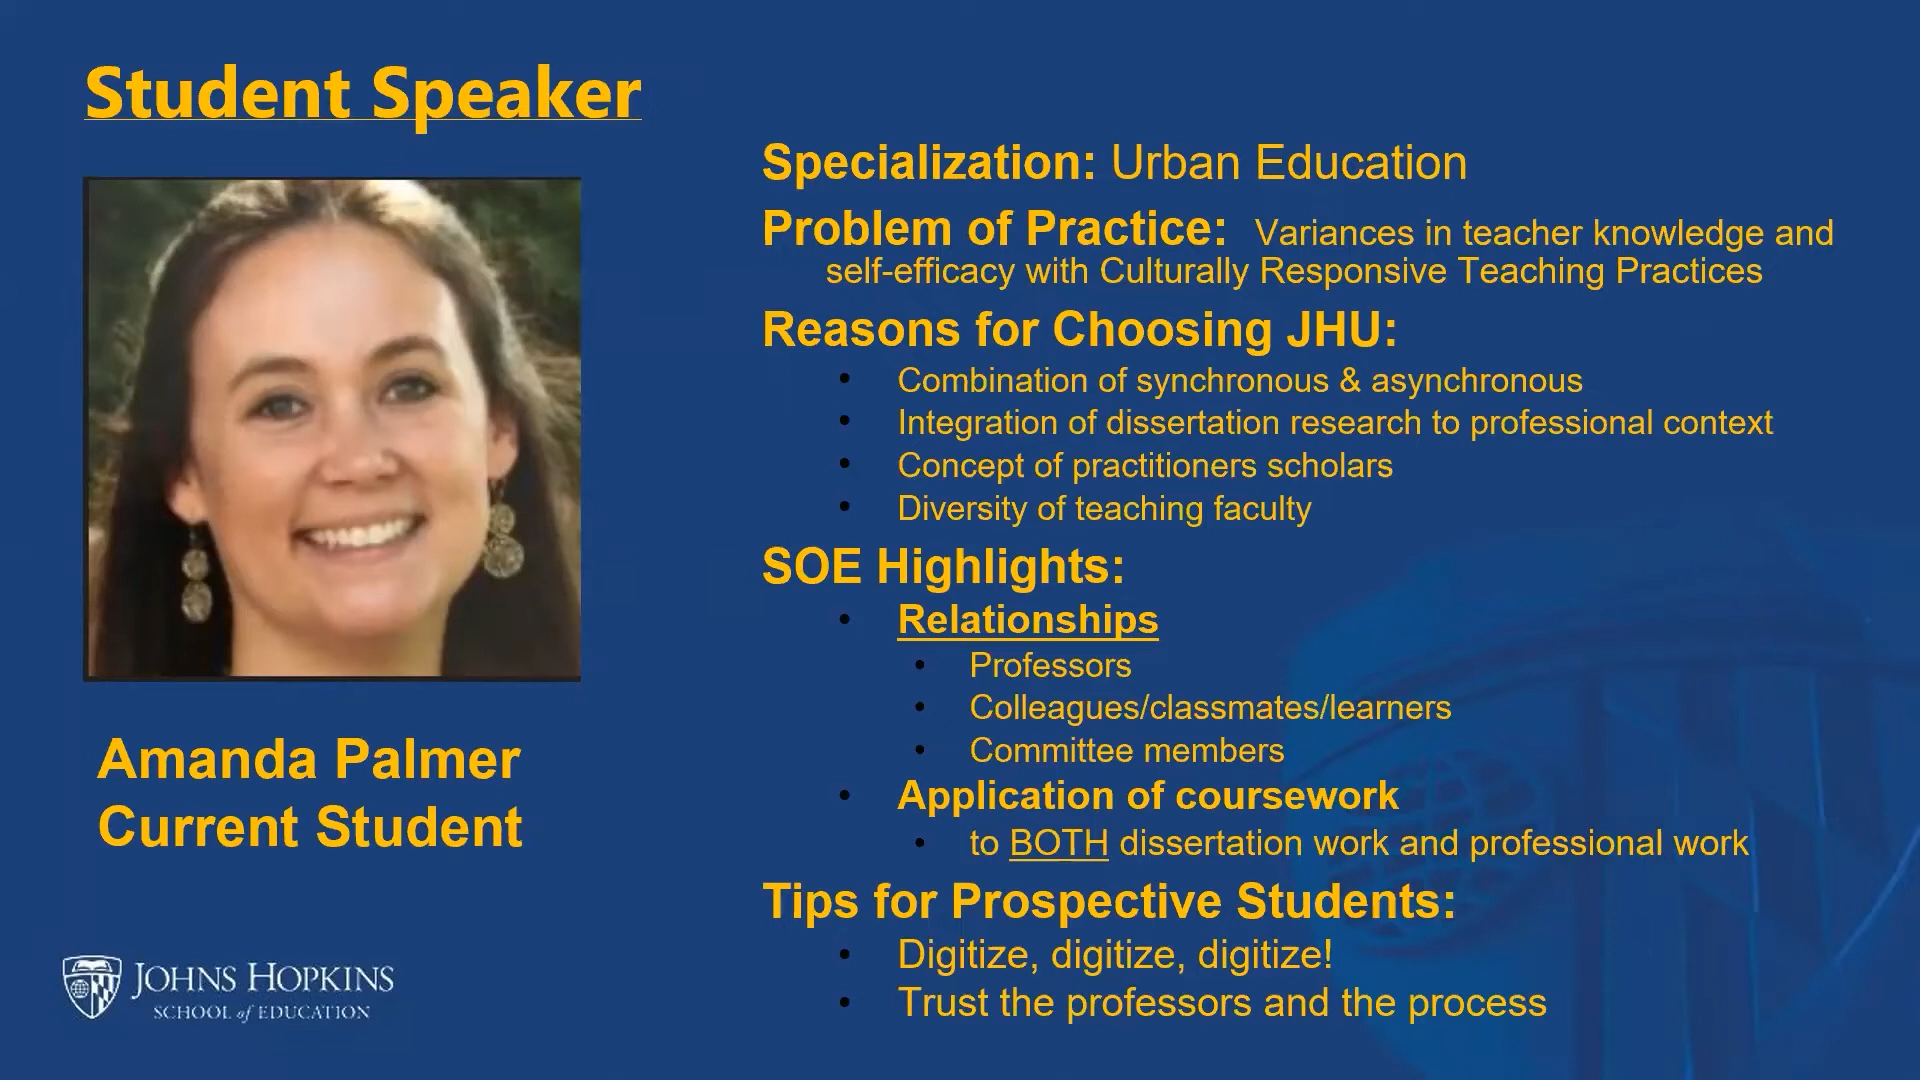 Student Speaker
Specialization: Urban Education
Problem of Practice: Variances in teacher knowledge and
self-efficacy with Culturally Responsive Teaching Practices
Reasons for Choosing JHU:
• Combination of synchronous & asynchronous
• Integration of dissertation research to professional context
• Concept of practitioners scholars
• Diversity of teaching faculty
SOE Highlights:
• Relationships
• Professors
• Colleagues/classmates/learners
• Committee members
• Application of coursework
• to BOTH dissertation work and professional work
Tips for Prospective Students:
• Digitize, digitize, digitize!
• Trust the professors and the process
Amanda Palmer
Current Student
JOHNS HOPKINS
SCHOOL of EDUCATION